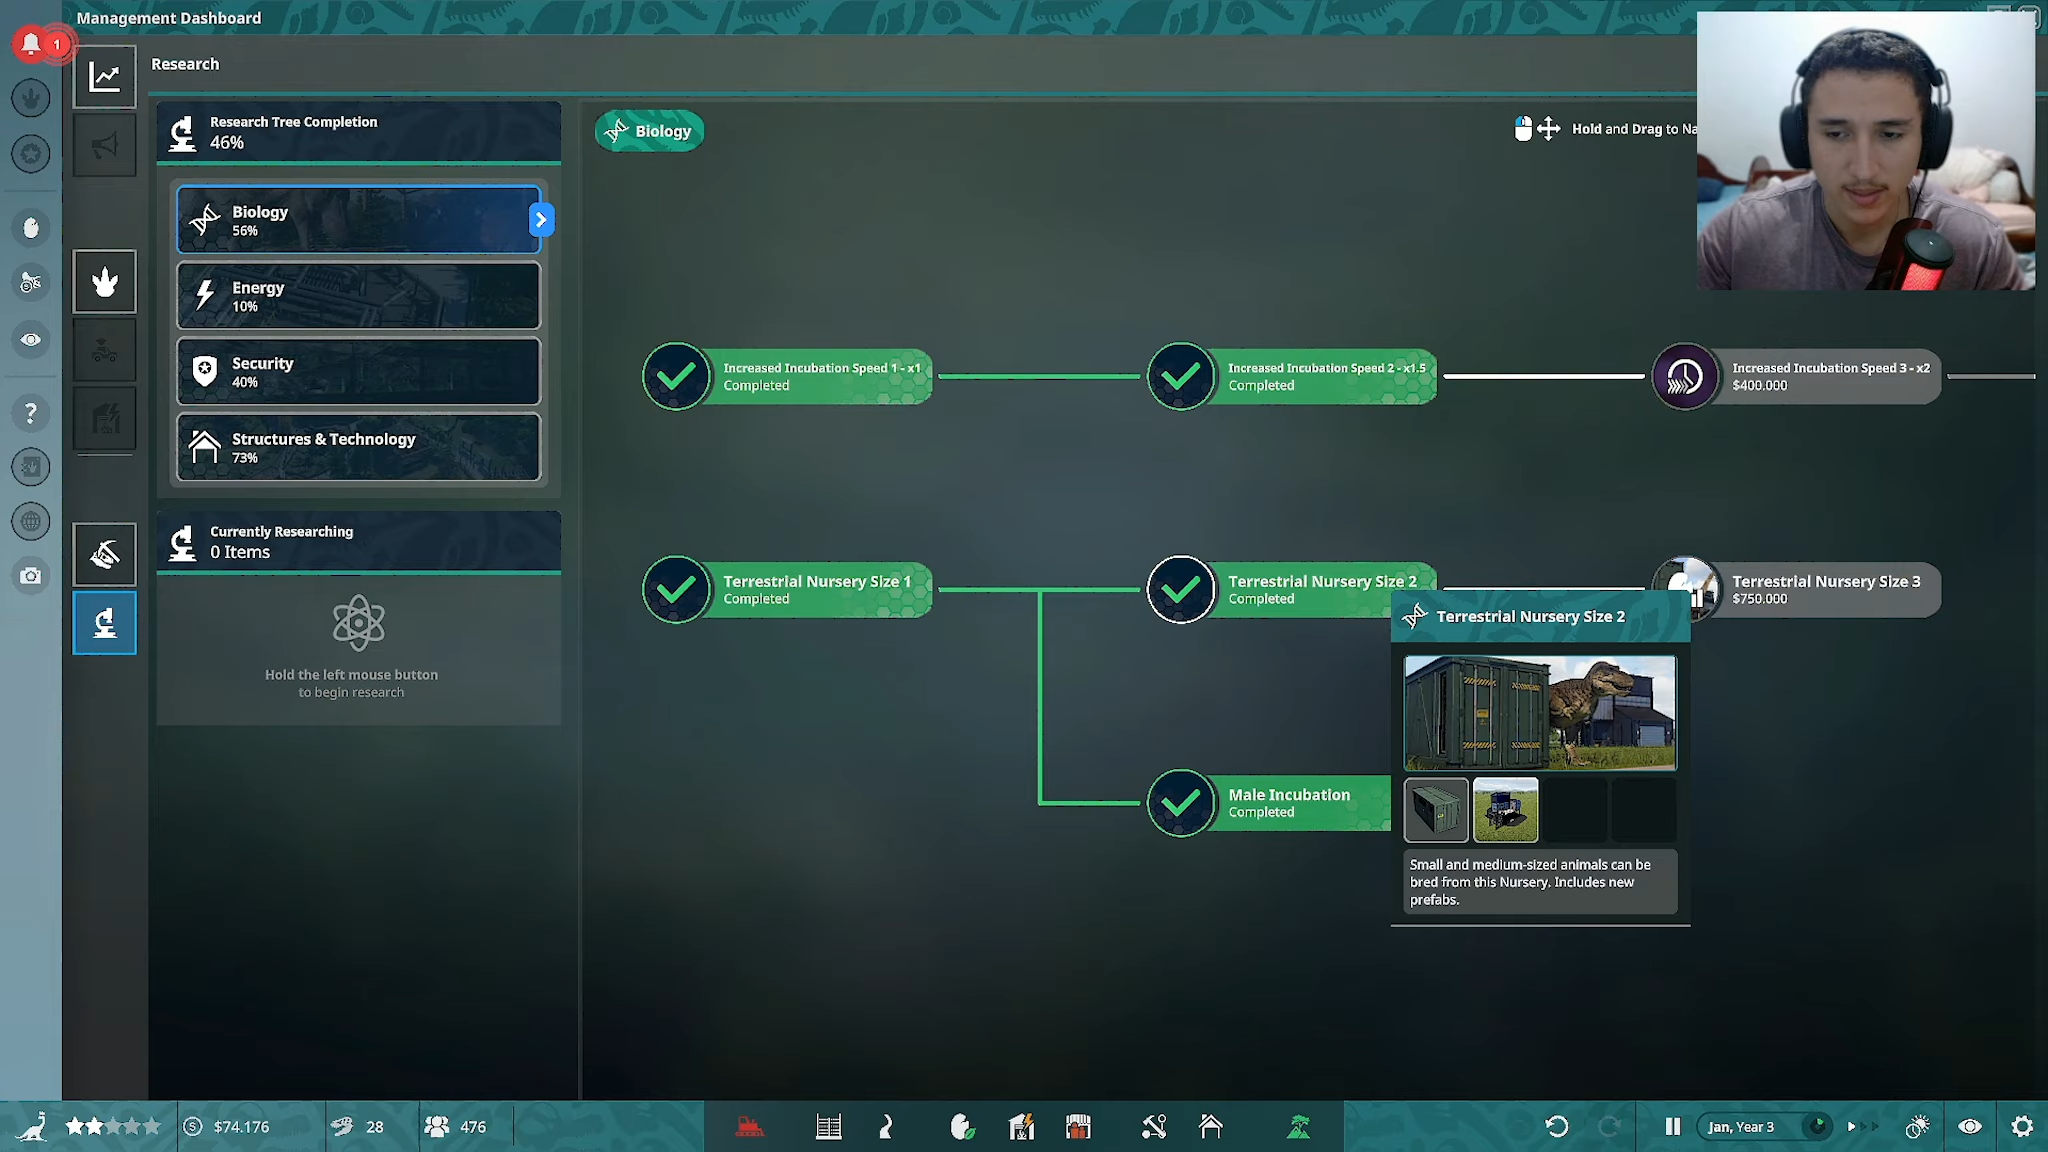 Management Dashboard
1
Research
Research Tree Completion
46%
Biology
56%
Energy
10%
Security
40%
Structures & Technology
73%
Currently Researching
0 Items
Hold the left mouse button
to begin research
Biology
Hold and Drag to Na
Increased Incubation Speed 1 - x1
Completed
Increased Incubation Speed 2 - x1.5
Completed
Increased Incubation Speed 3 - x2
$400.000
Terrestrial Nursery Size 1
Completed
Terrestrial Nursery Size 2
Completed
Terrestrial Nursery Size 3
$750.000
Male Incubation
Completed
Terrestrial Nursery Size 2
Small and medium-sized animals can be
bred from this Nursery. Includes new
prefabs.
$74.176
28
476
Jan, Year 3